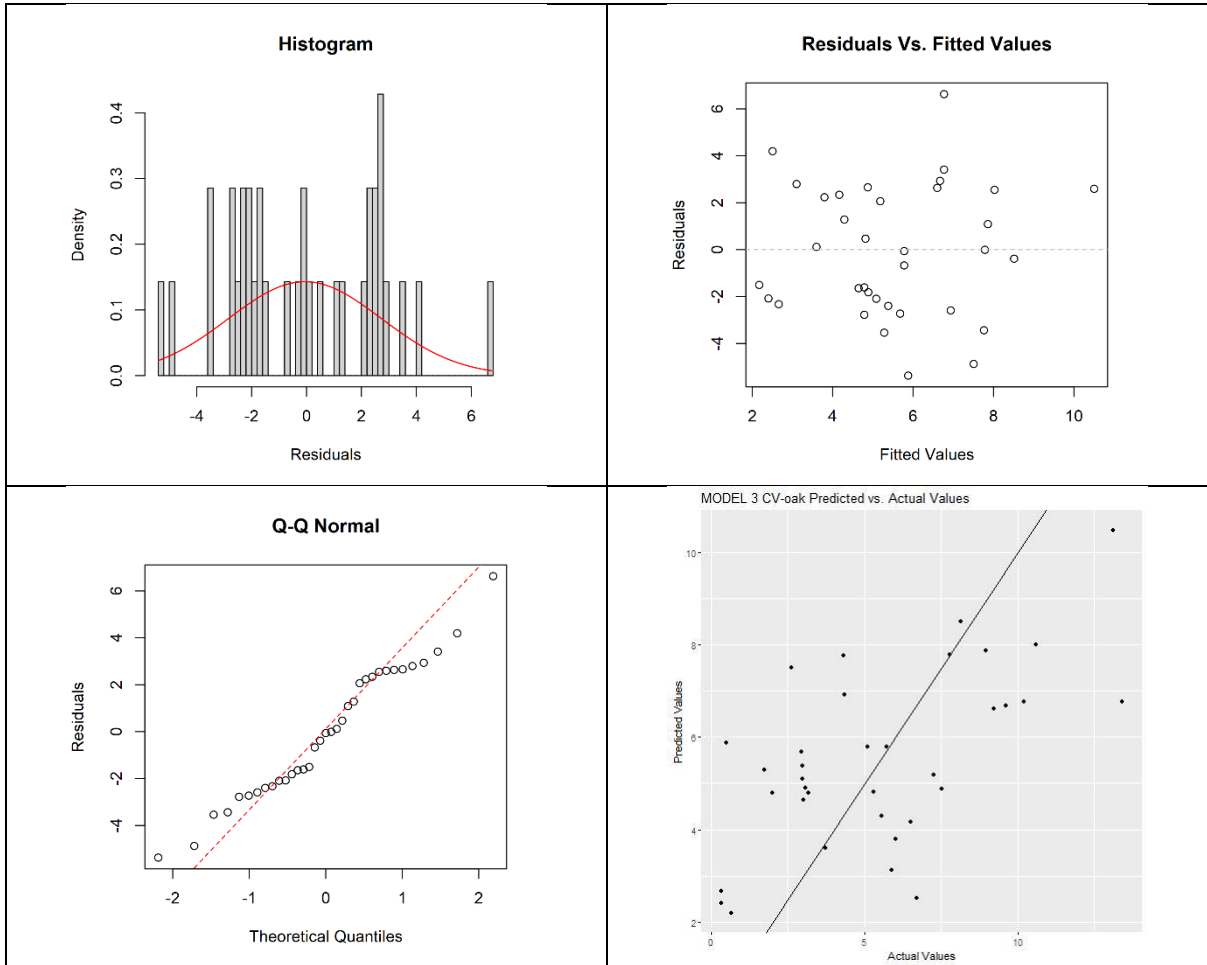 Histogram
Density
0.0 0.1 0.2 0.3 0.4
-4 -2 0 2 4 6
Residuals
Residuals Vs. Fitted Values
Residuals
-4 -2 0 2 4 6
2 4 6 8 10
Fitted Values
Q-Q Normal
Residuals
-4 -2 0 2 4 6
-2 -1 0 1 2
Theoretical Quantiles
MODEL 3 CV-oak Predicted vs. Actual Values
Predicted Values
2 4 6 8 10
0 5 10
Actual Values